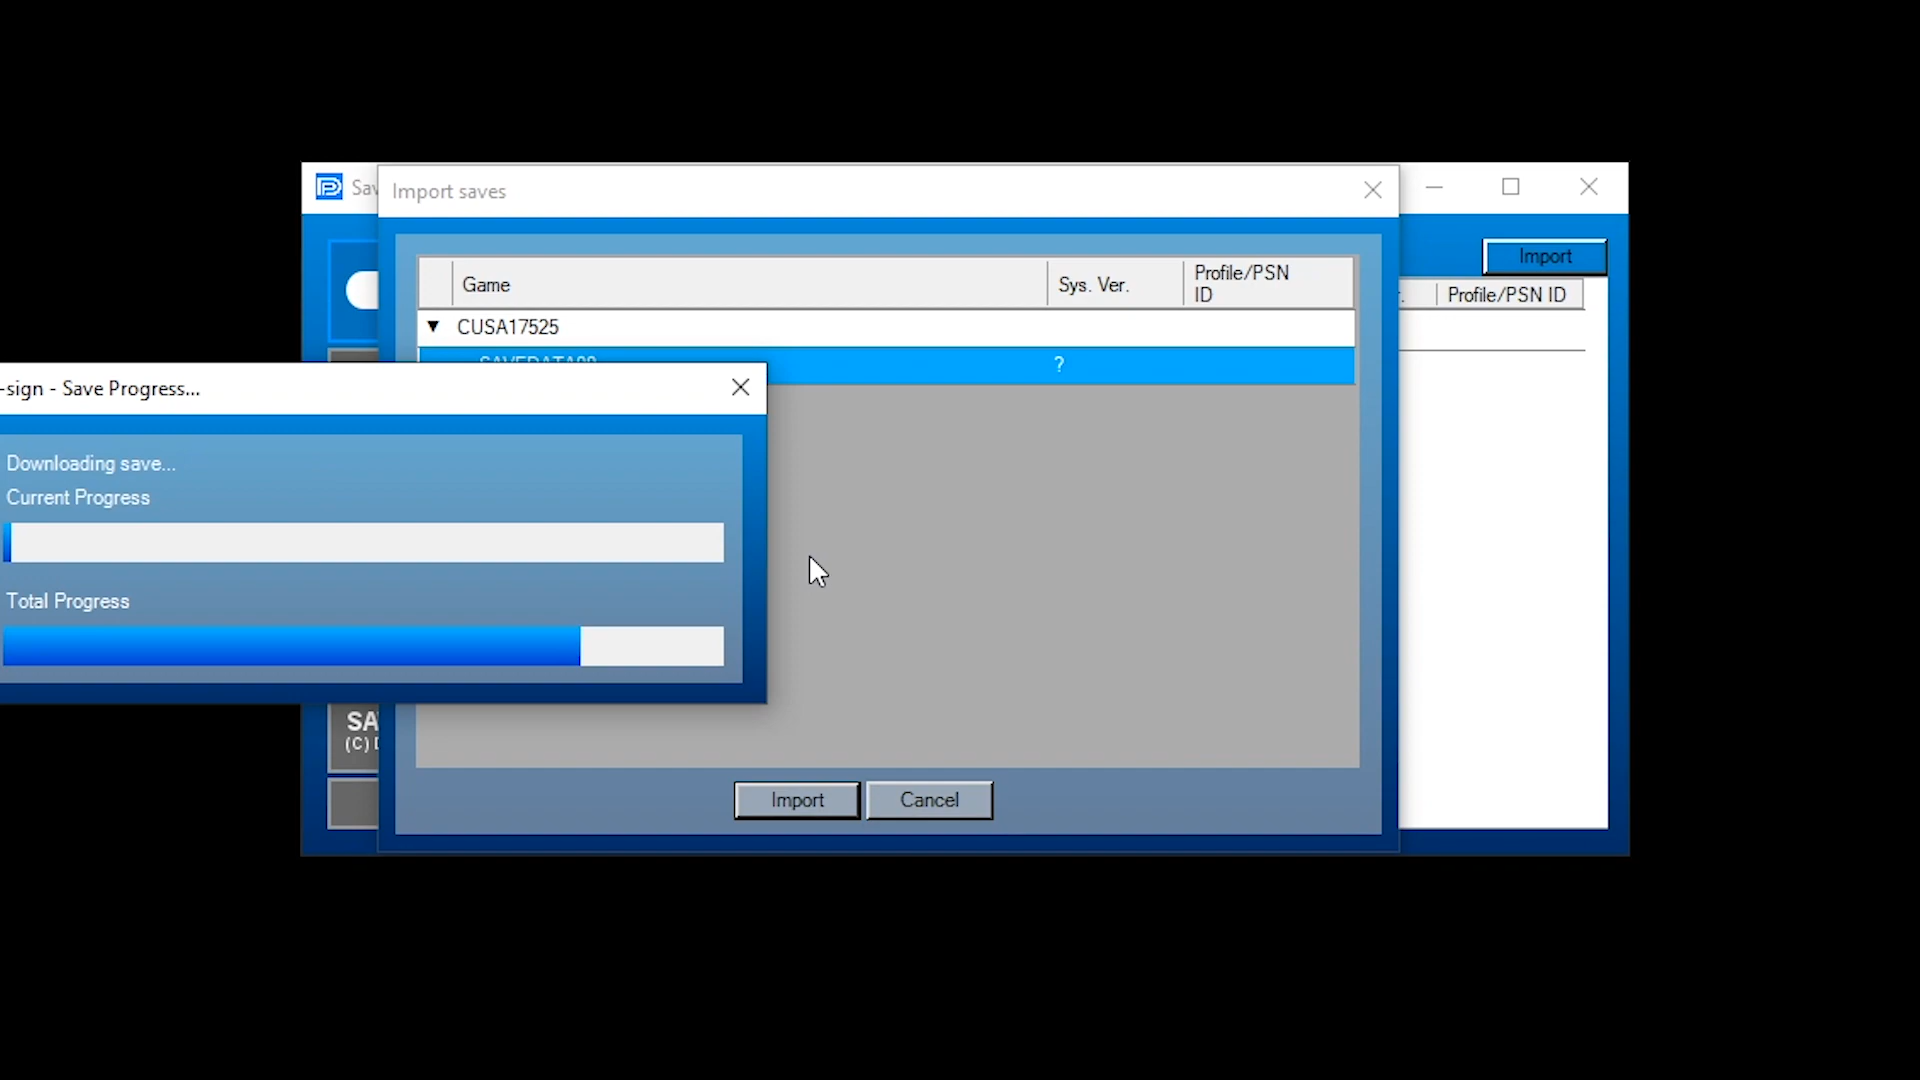 Sav
Import saves
Import
Game
Sys. Ver.
Profile/PSN
ID
Profile/PSN ID
CUSA17525
?
-sign - Save Progress...
Downloading save...
Current Progress
Total Progress
SA
(C)
Import
Cancel